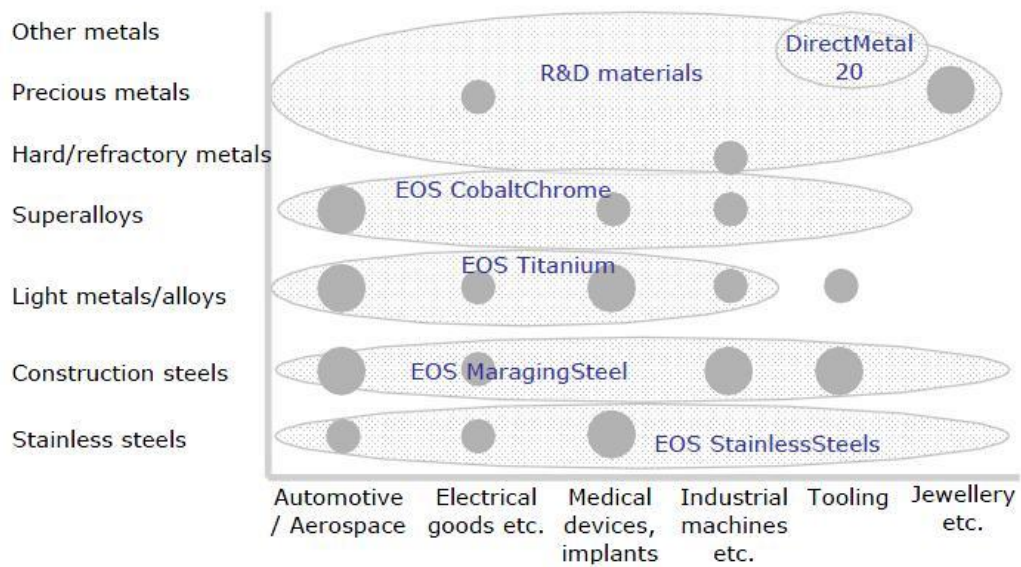 Other metals
DirectMetal
20
R&D materials
Precious metals
Hard/refractory metals
EOS CobaltChrome
Superalloys
EOS Titanium
Light metals/alloys
Construction steels
EOS MaragingSteel
Stainless steels
EOS StainlessSteels
Automotive
/ Aerospace
Electrical
goods etc.
Medical
devices,
implants
Industrial
machines
etc.
Tooling
Jewellery
etc.